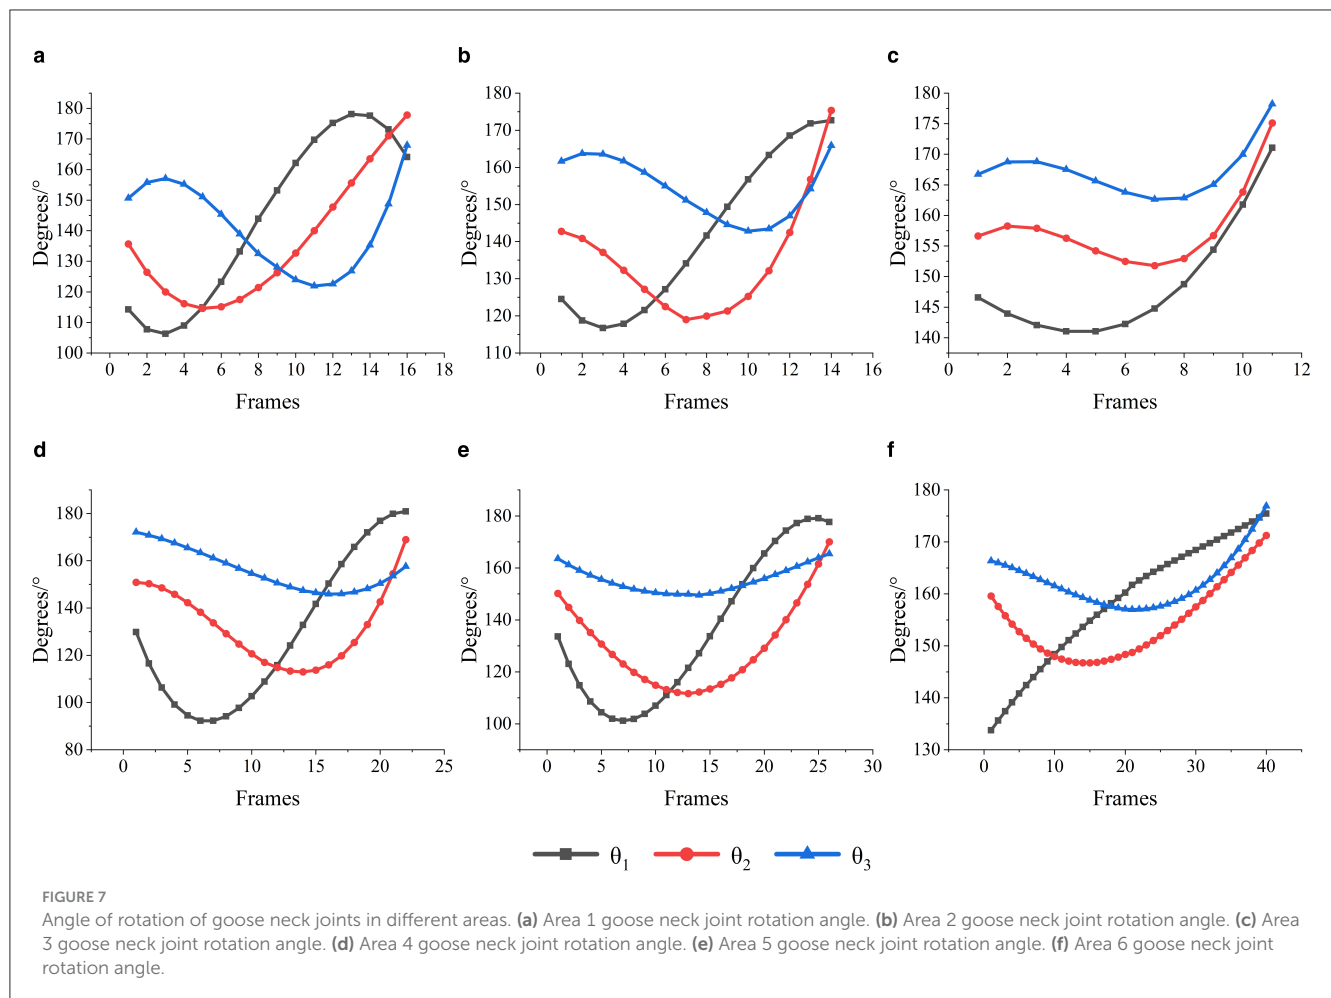 a
b
c
180
170
160
150
140
130
120
110
100
0 2 4 6 8 10 12 14 16 18
Degrees/°
Frames
180
170
160
150
140
130
120
110
0 2 4 6 8 10 12 14 16
Degrees/°
Frames
180
175
170
165
160
155
150
145
140
0 2 4 6 8 10 12
Degrees/°
Frames
d
e
f
180
160
140
120
100
80
0 5 10 15 20 25
Degrees/°
Frames
180
160
140
120
100
0 5 10 15 20 25 30
Degrees/°
Frames
180
170
160
150
140
130
0 10 20 30 40
Degrees/°
Frames
θ₁ θ₂ θ₃
FIGURE 7
Angle of rotation of goose neck joints in different areas. (a) Area 1 goose neck joint rotation angle. (b) Area 2 goose neck joint rotation angle. (c) Area
3 goose neck joint rotation angle. (d) Area 4 goose neck joint rotation angle. (e) Area 5 goose neck joint rotation angle. (f) Area 6 goose neck joint
rotation angle.